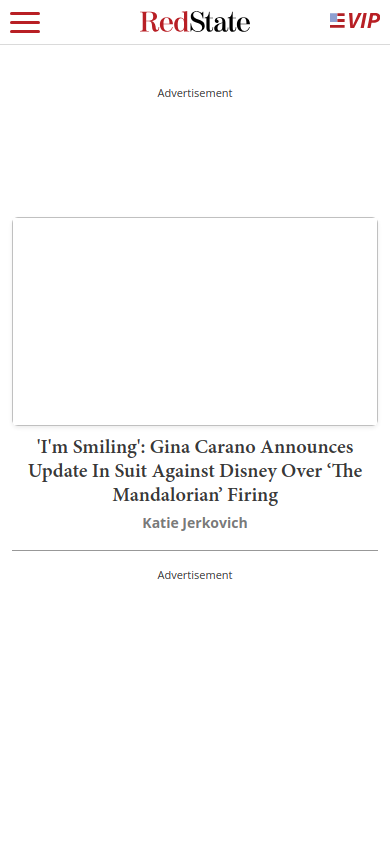 RedState
VIP
Advertisement
'I'm Smiling': Gina Carano Announces
Update In Suit Against Disney Over ‘The
Mandalorian’ Firing
Katie Jerkovich
Advertisement